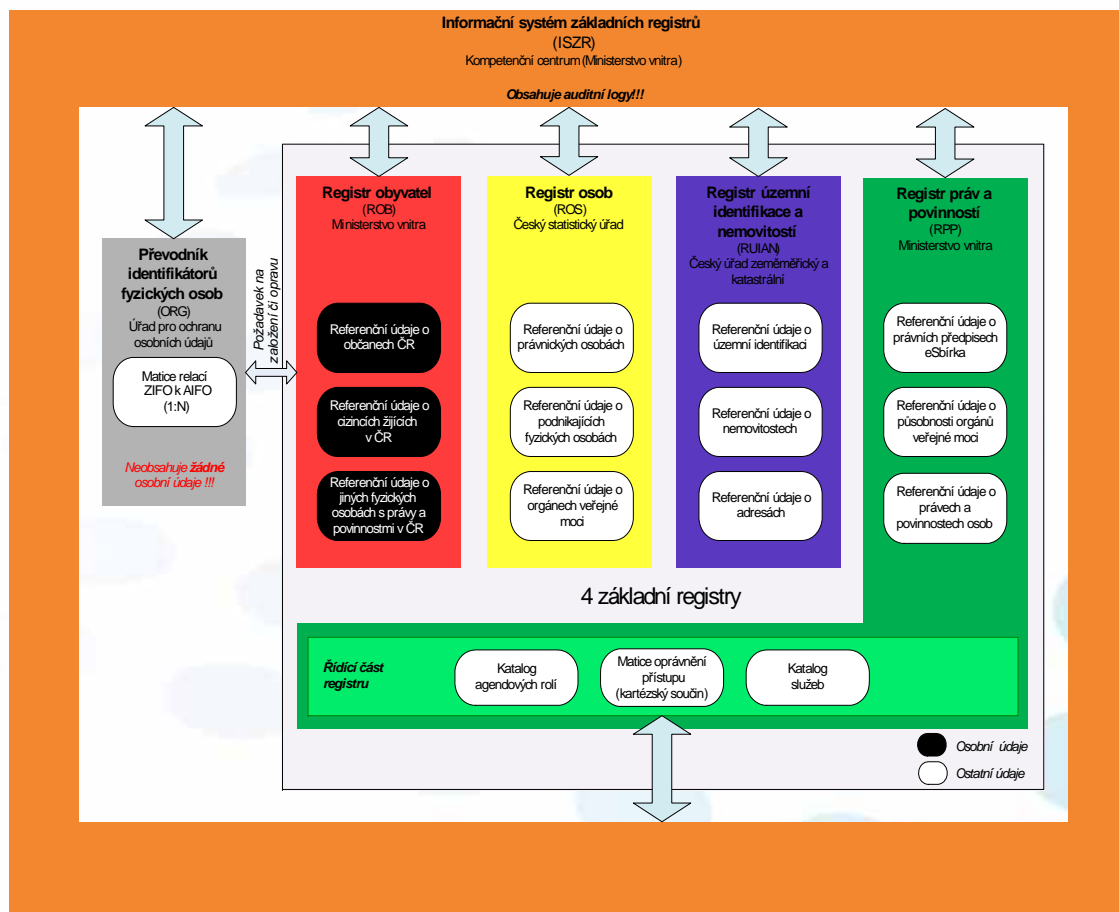 Informační systém základních registrů
(ISZR)
Kompetenční centrum (Ministerstvo vnitra)
Obsahuje auditní logy!!!
Převodník
identifikátorů
fyzických osob
(ORG)
Úřad pro ochranu
osobních údajů
Matice relací
ZIFO k AIFO
(1:N)
Neobsahuje žádné
osobní údaje !!!
Požadavek na
založení či opravu
Registr obyvatel
(ROB)
Ministerstvo vnitra
Referenční údaje o
občanech ČR
Referenční údaje o
cizincích žijících
v ČR
Referenční údaje o
jiných fyzických
osobách s právy a
povinnostmi v ČR
Registr osob
(ROS)
Český statistický úřad
Referenční údaje o
právnických osobách
Referenční údaje o
podnikajících
fyzických osobách
Referenční údaje o
orgánech veřejné
moci
Registr územní
identifikace a
nemovitostí
(RUIAN)
Český úřad zeměměřický a
katastrální
Referenční údaje o
územní identifikaci
Referenční údaje o
nemovitostech
Referenční údaje o
adresách
Registr práv a
povinností
(RPP)
Ministerstvo vnitra
Referenční údaje o
právních předpisech
eSbírka
Referenční údaje o
působnosti orgánů
veřejné moci
Referenční údaje o
právech a
povinnostech osob
4 základní registry
Řídící část
registru
Katalog
agendových rolí
Matice oprávnění
přístupu
(kartézský součin)
Katalog
služeb
Osobní údaje
Ostatní údaje